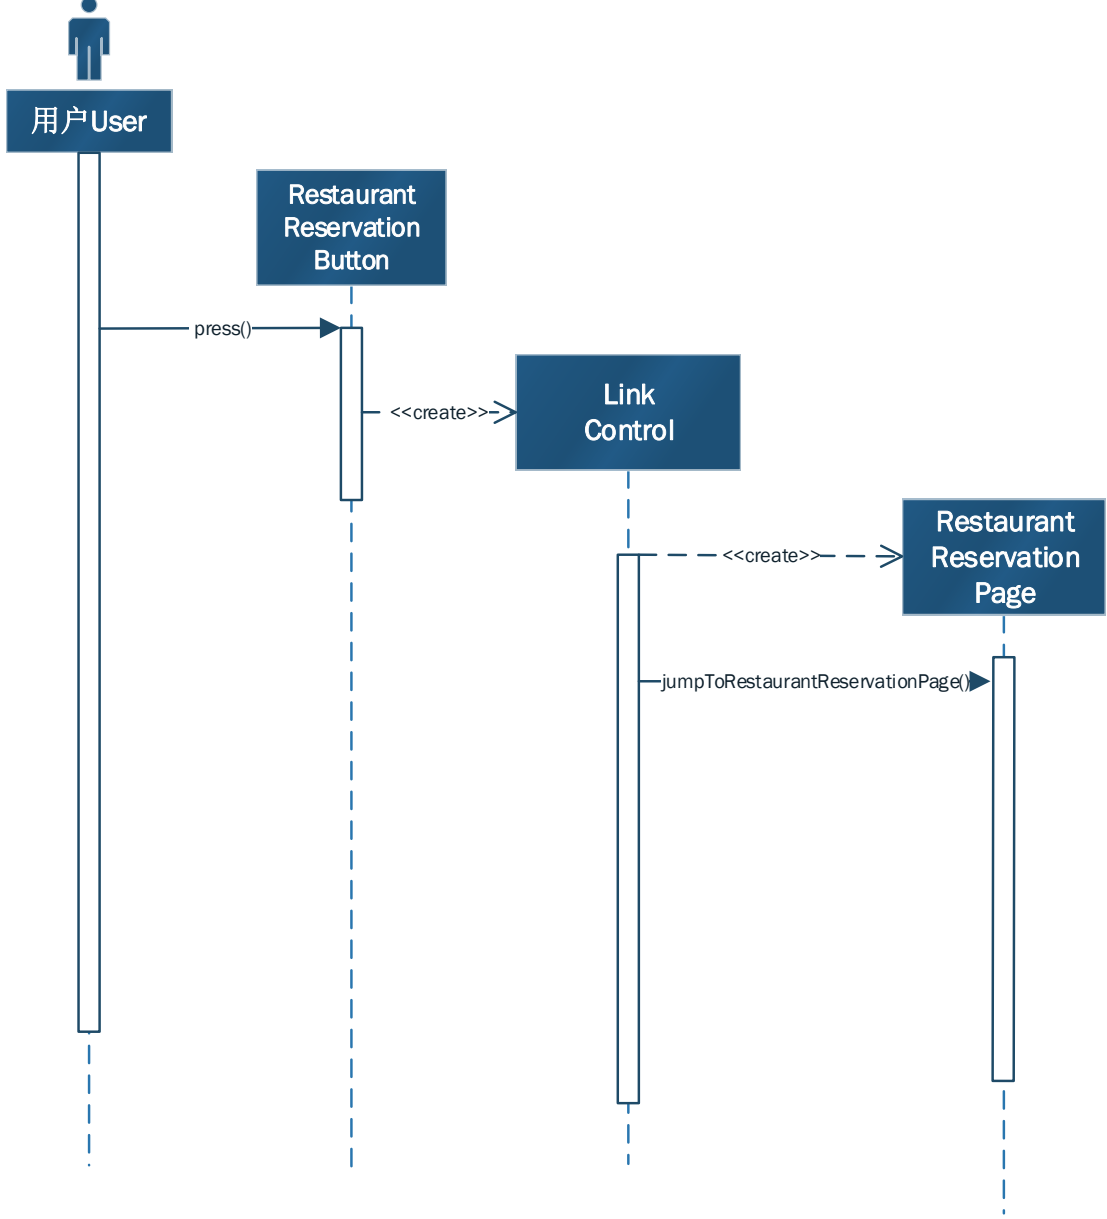 用户User
Restaurant
Reservation
Button
press()
<<create>>
Link
Control
Restaurant
Reservation
Page
<<create>>
jumpToRestaurantReservationPage()